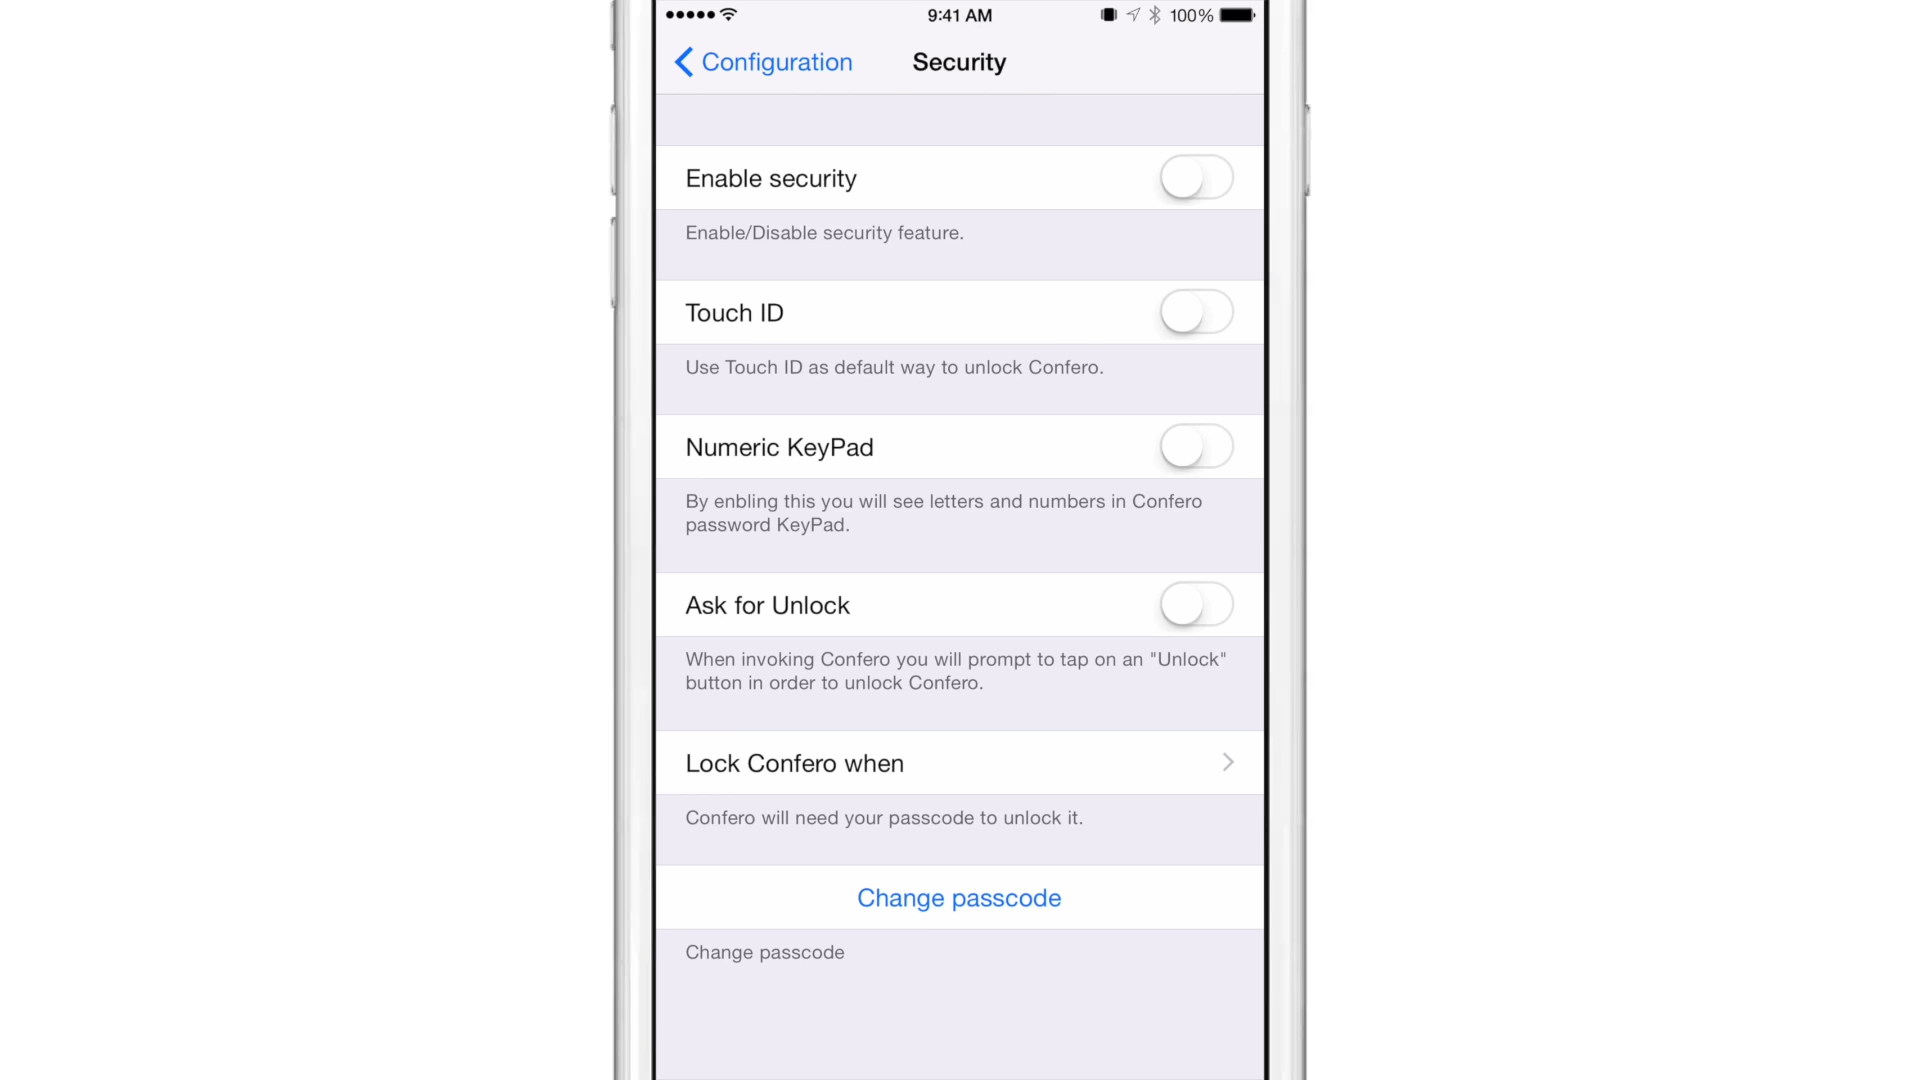 9:41 AM
100%
Configuration
Security
Enable security
Enable/Disable security feature.
Touch ID
Use Touch ID as default way to unlock Confero.
Numeric KeyPad
By enbling this you will see letters and numbers in Confero
password KeyPad.
Ask for Unlock
When invoking Confero you will prompt to tap on an "Unlock"
button in order to unlock Confero.
Lock Confero when
Confero will need your passcode to unlock it.
Change passcode
Change passcode